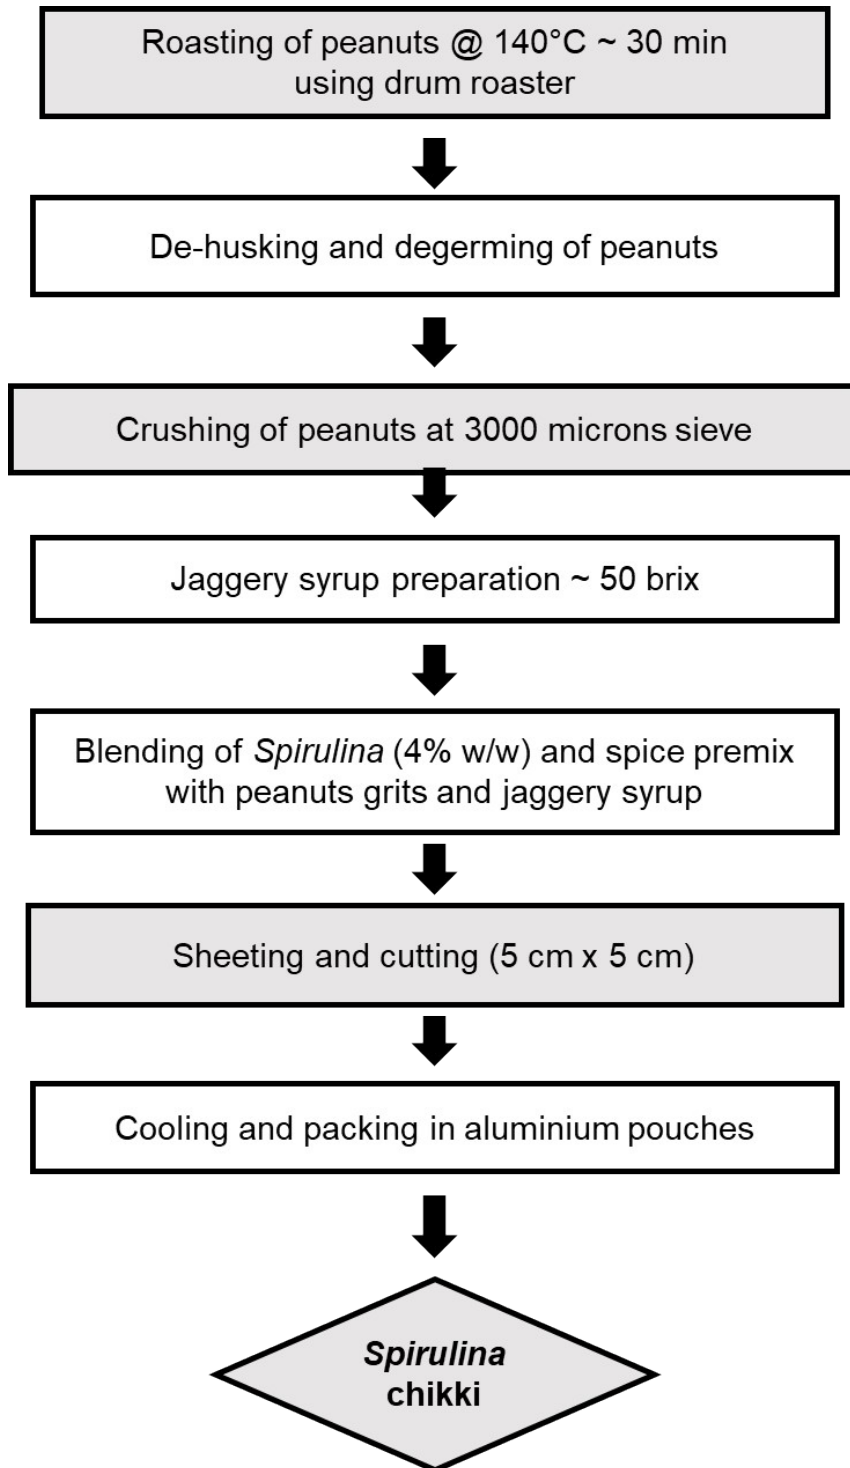 Roasting of peanuts @ 140°C ~ 30 min
using drum roaster
De-husking and degerming of peanuts
Crushing of peanuts at 3000 microns sieve
Jaggery syrup preparation ~ 50 brix
Blending of Spirulina (4% w/w) and spice premix
with peanuts grits and jaggery syrup
Sheeting and cutting (5 cm x 5 cm)
Cooling and packing in aluminium pouches
Spirulina
chikki